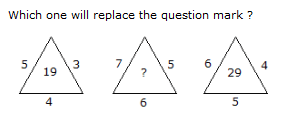 Which one will replace the question mark ?
5 19 3 7 ? 5 6 29 4
4 6 5